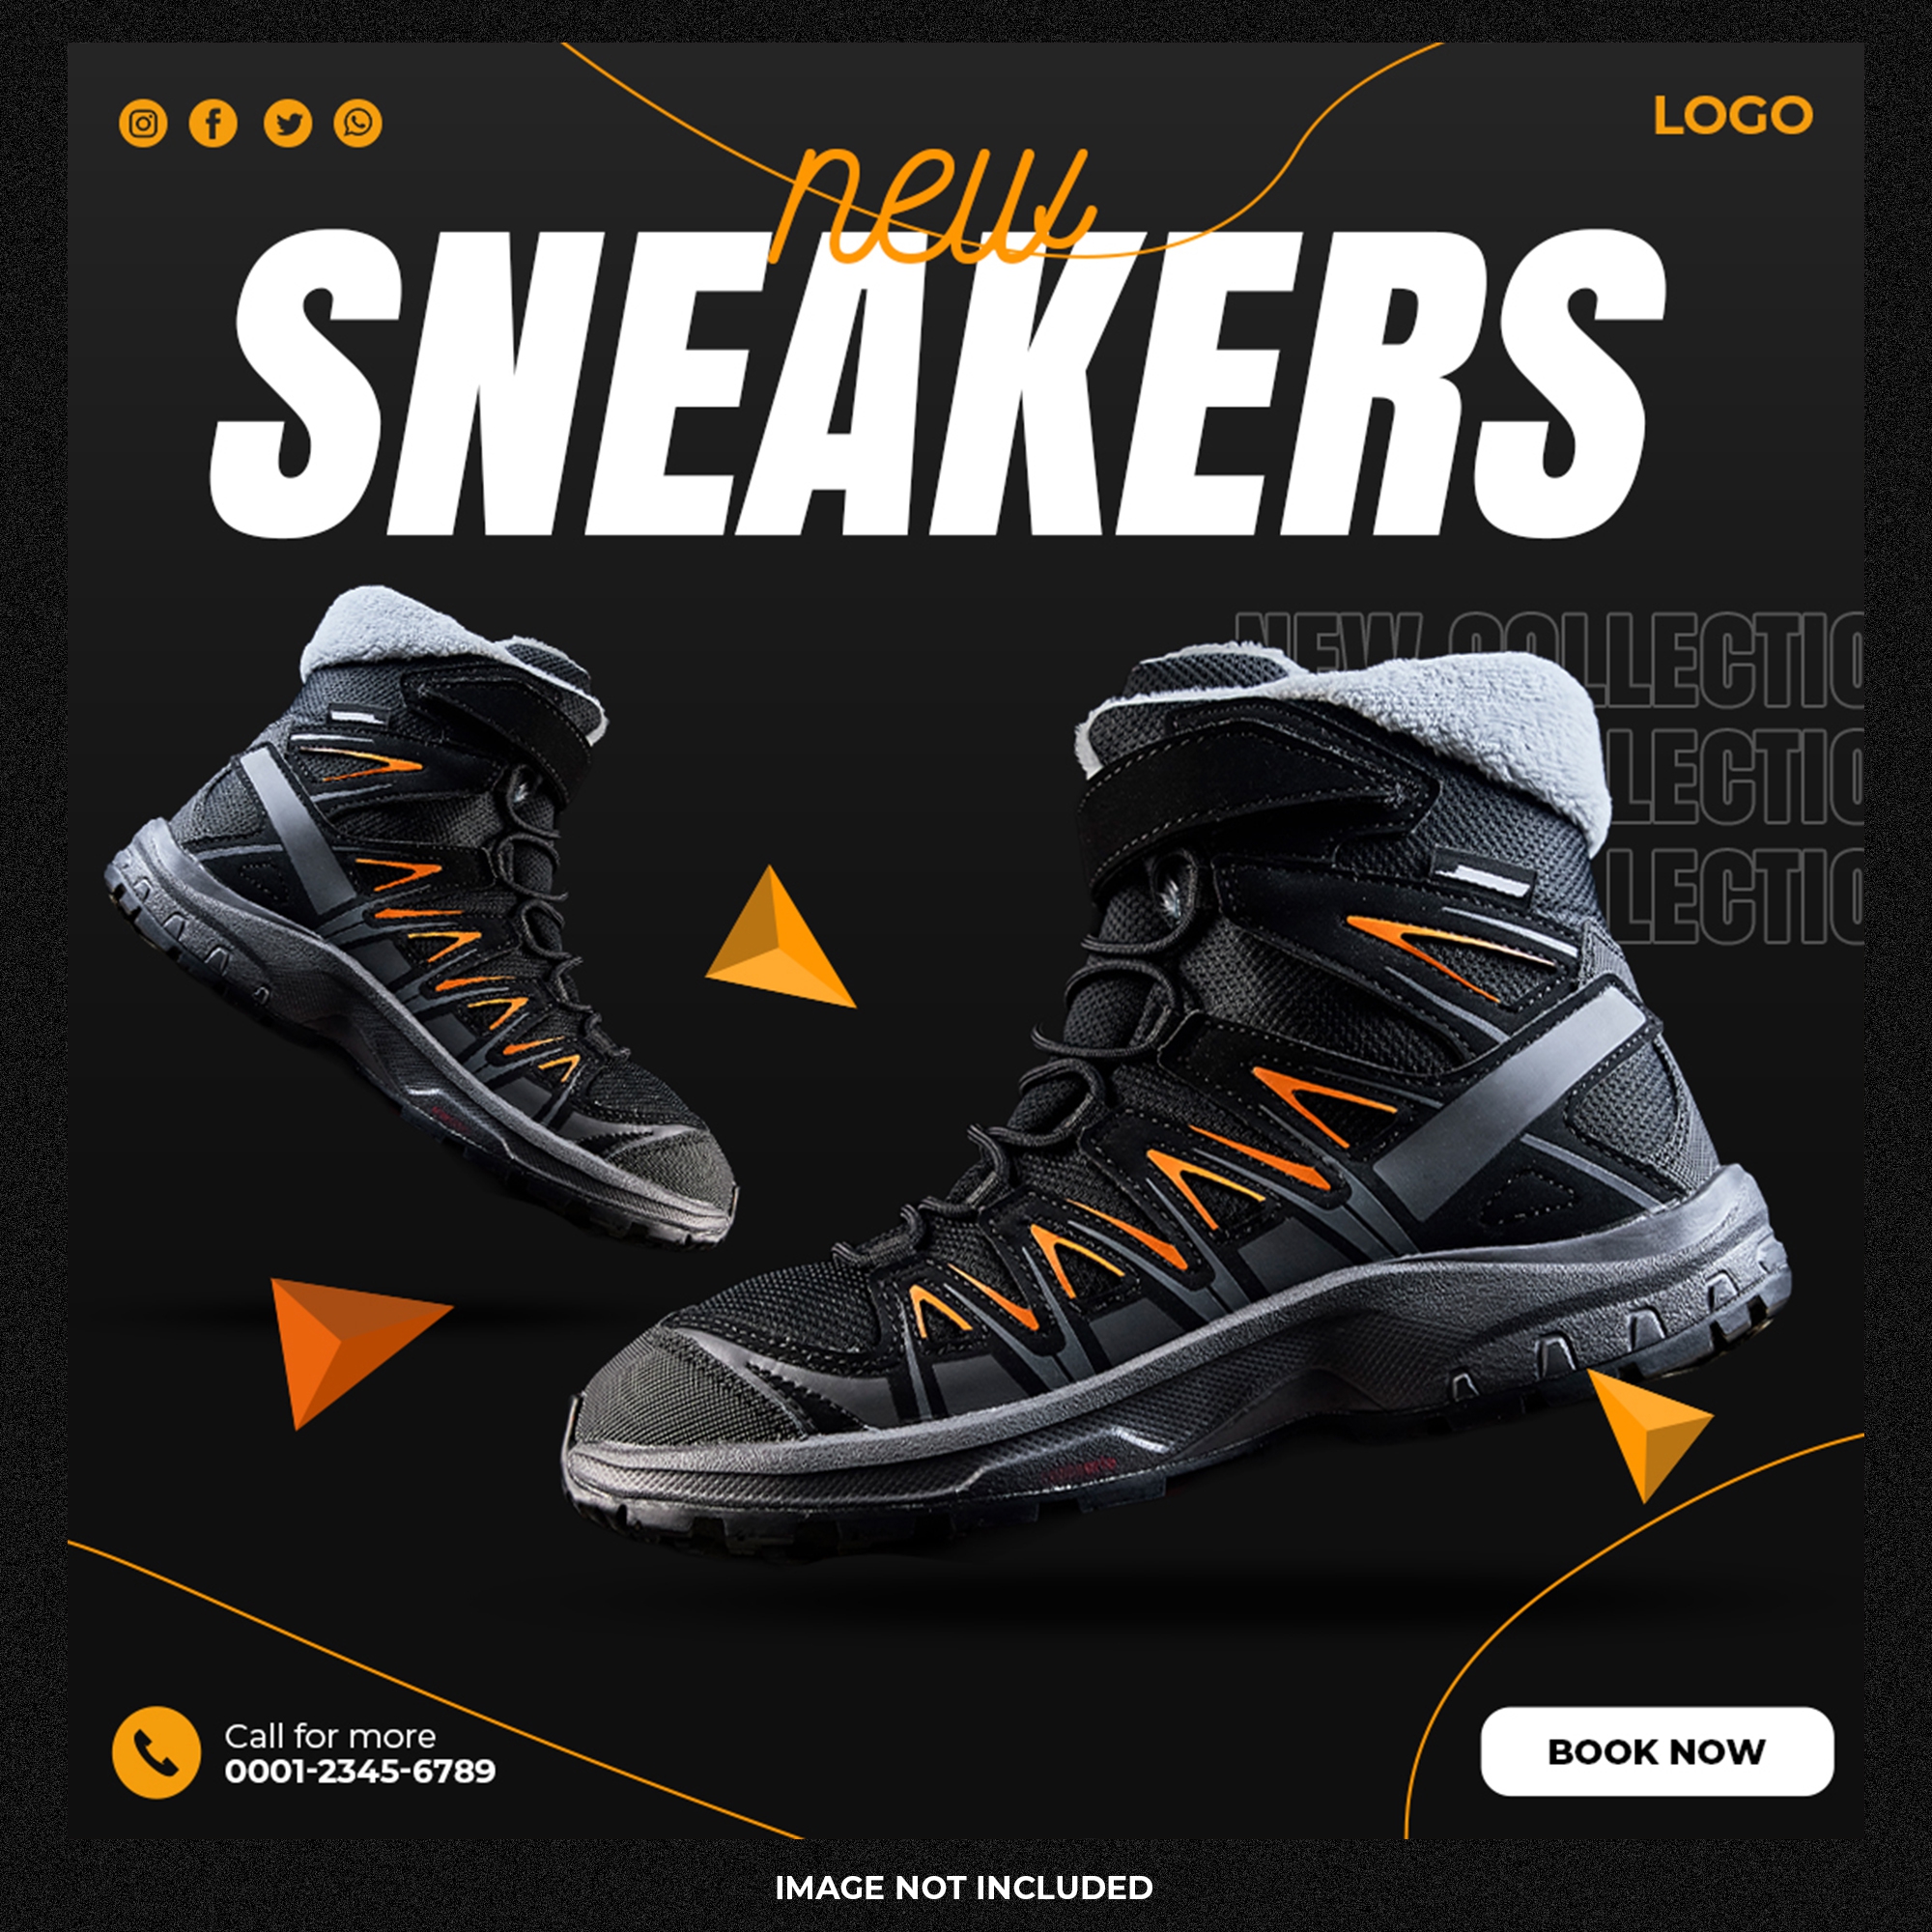 LOGO
new
SNEAKERS
NEW COLLECTIO
LLECTIO
LLECTIO
Call for more
0001-2345-6789
BOOK NOW
IMAGE NOT INCLUDED